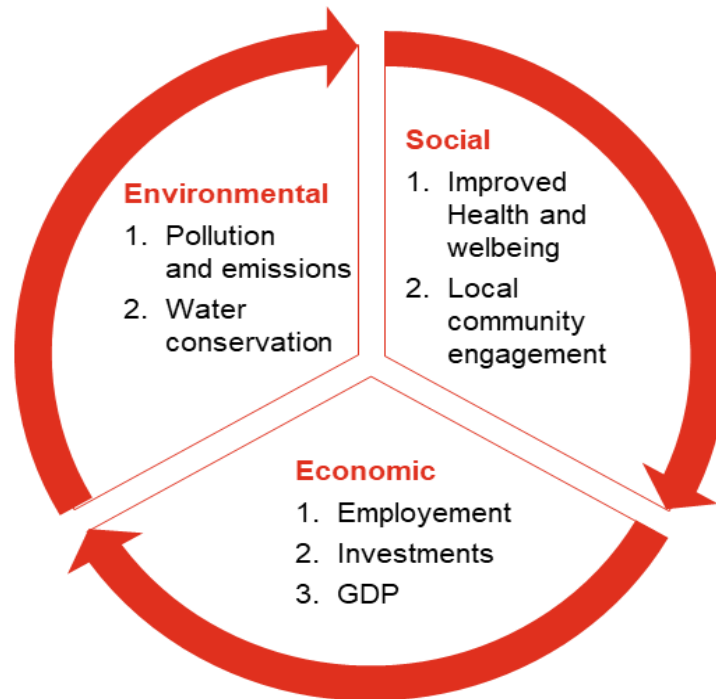 Environmental
1. Pollution
and emissions
2. Water
conservation
Social
1. Improved
Health and
welbeing
2. Local
community
engagement
Economic
1. Employement
2. Investments
3. GDP